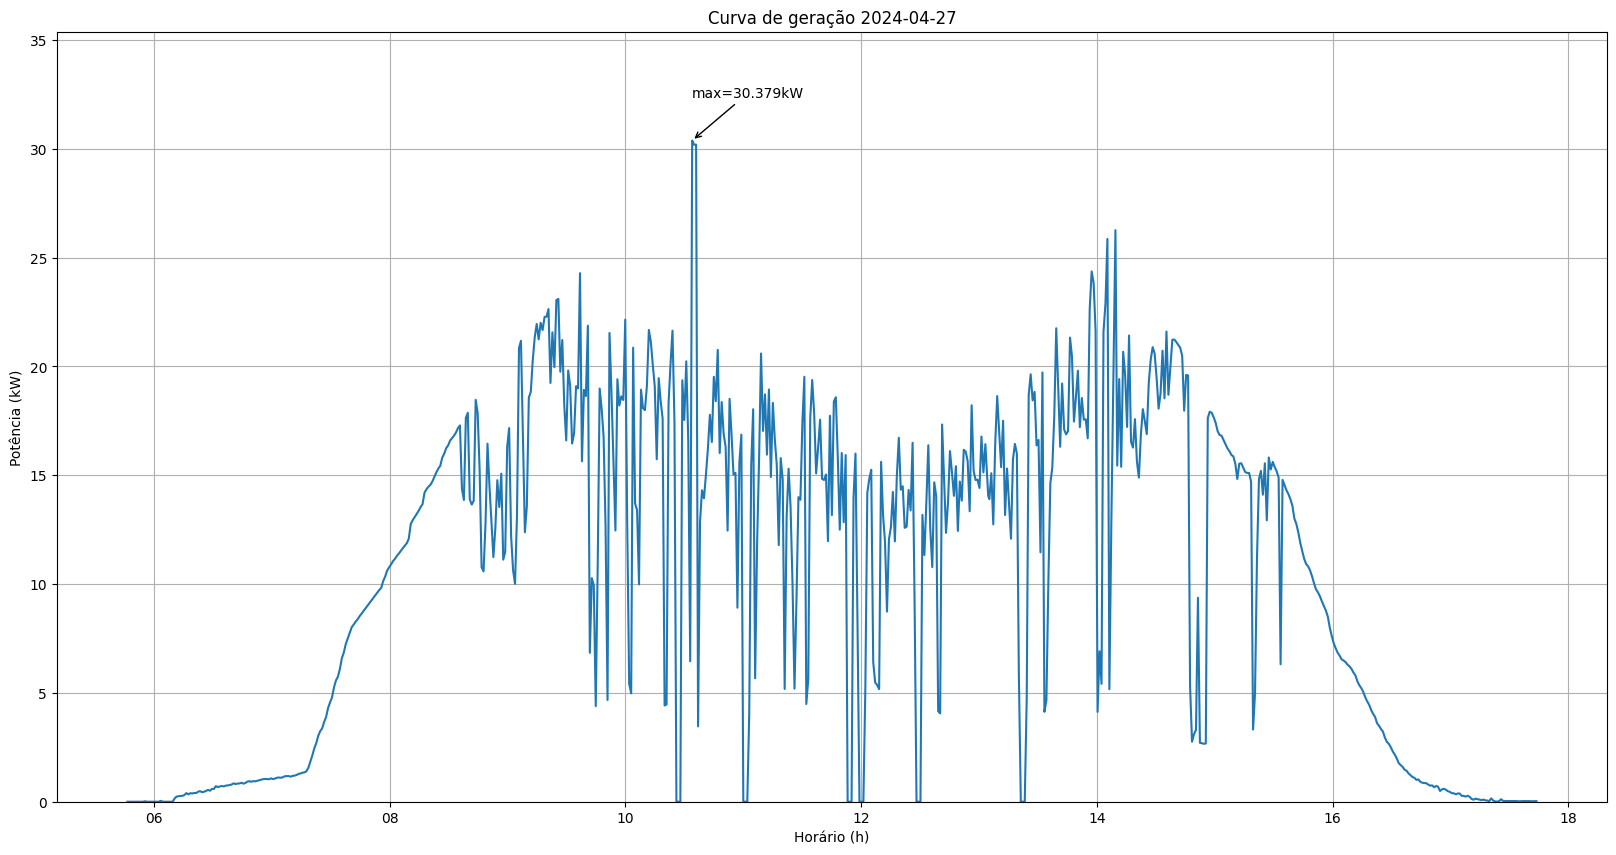 Curva de geração 2024-04-27
35
max=30.379kW
30
25
20
15
10
5
0
Potência (kW)
06 08 10 12 14 16 18
Horário (h)